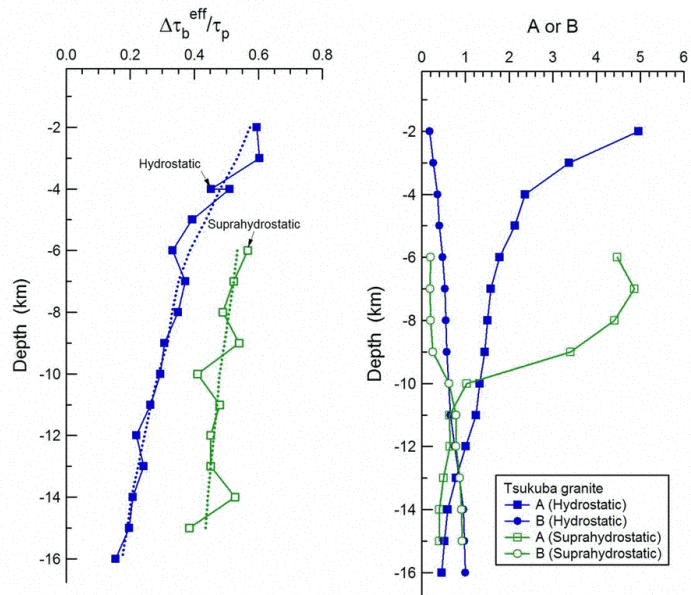 Δτb^eff/τp
0.0 0.2 0.4 0.6 0.8
-2
-4
-6
-8
-10
-12
-14
-16
Depth (km)
Hydrostatic
Suprahydrostatic
A or B
0 1 2 3 4 5 6
-2
-4
-6
-8
-10
-12
-14
-16
Depth (km)
Tsukuba granite
A (Hydrostatic)
B (Hydrostatic)
A (Suprahydrostatic)
B (Suprahydrostatic)